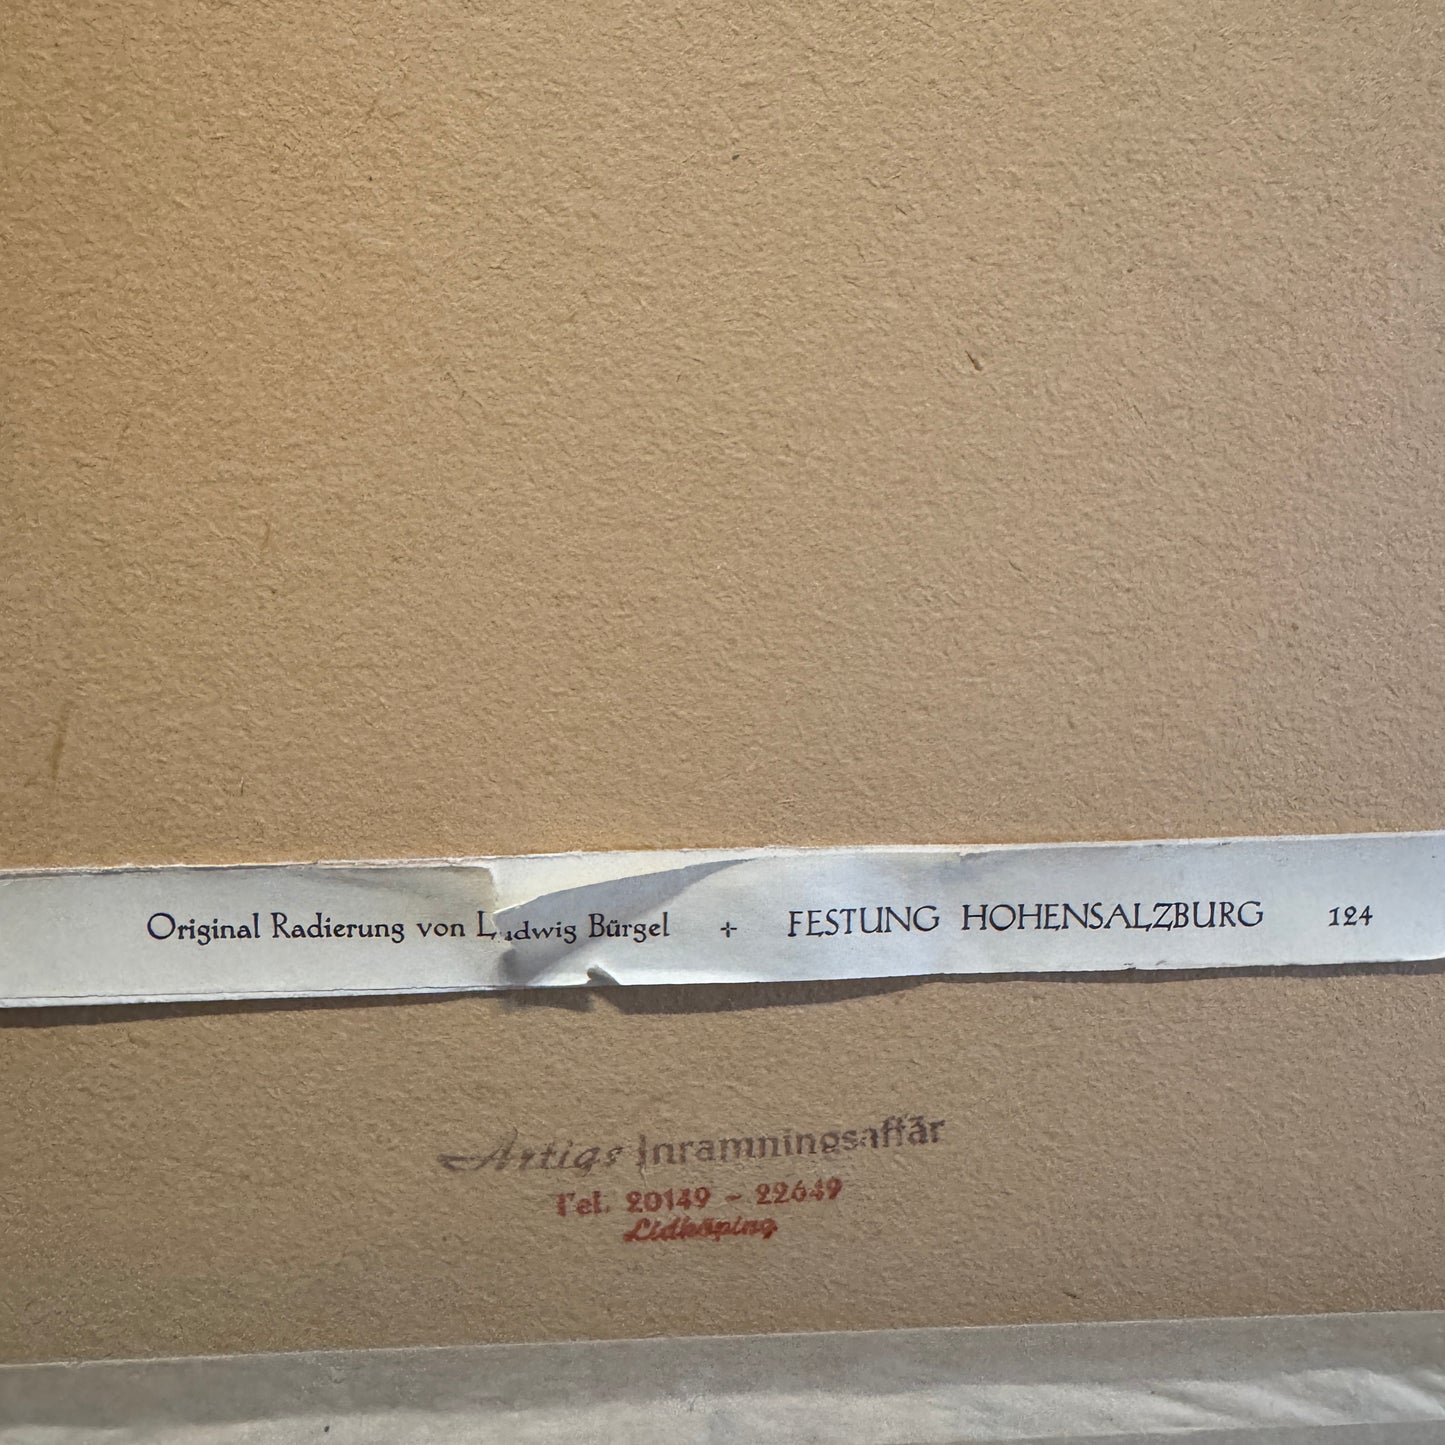 Original Radierung von Ludwig Bürgel + FESTUNG HOHENSALZBURG 124
Artigs Inramningsaffär
Tel. 20149 - 22649
Lidköping